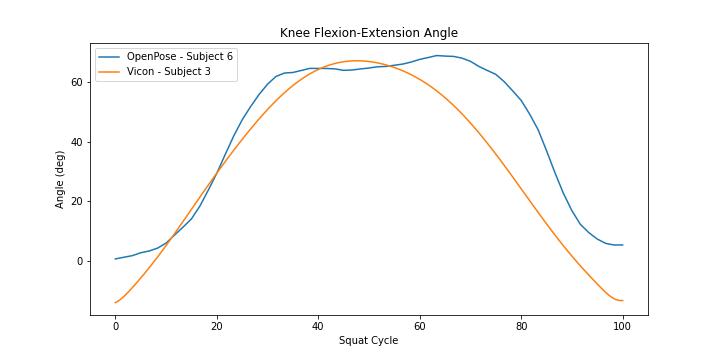 Knee Flexion-Extension Angle
OpenPose - Subject 6
Vicon - Subject 3
Angle (deg)
60
40
20
0
0 20 40 60 80 100
Squat Cycle